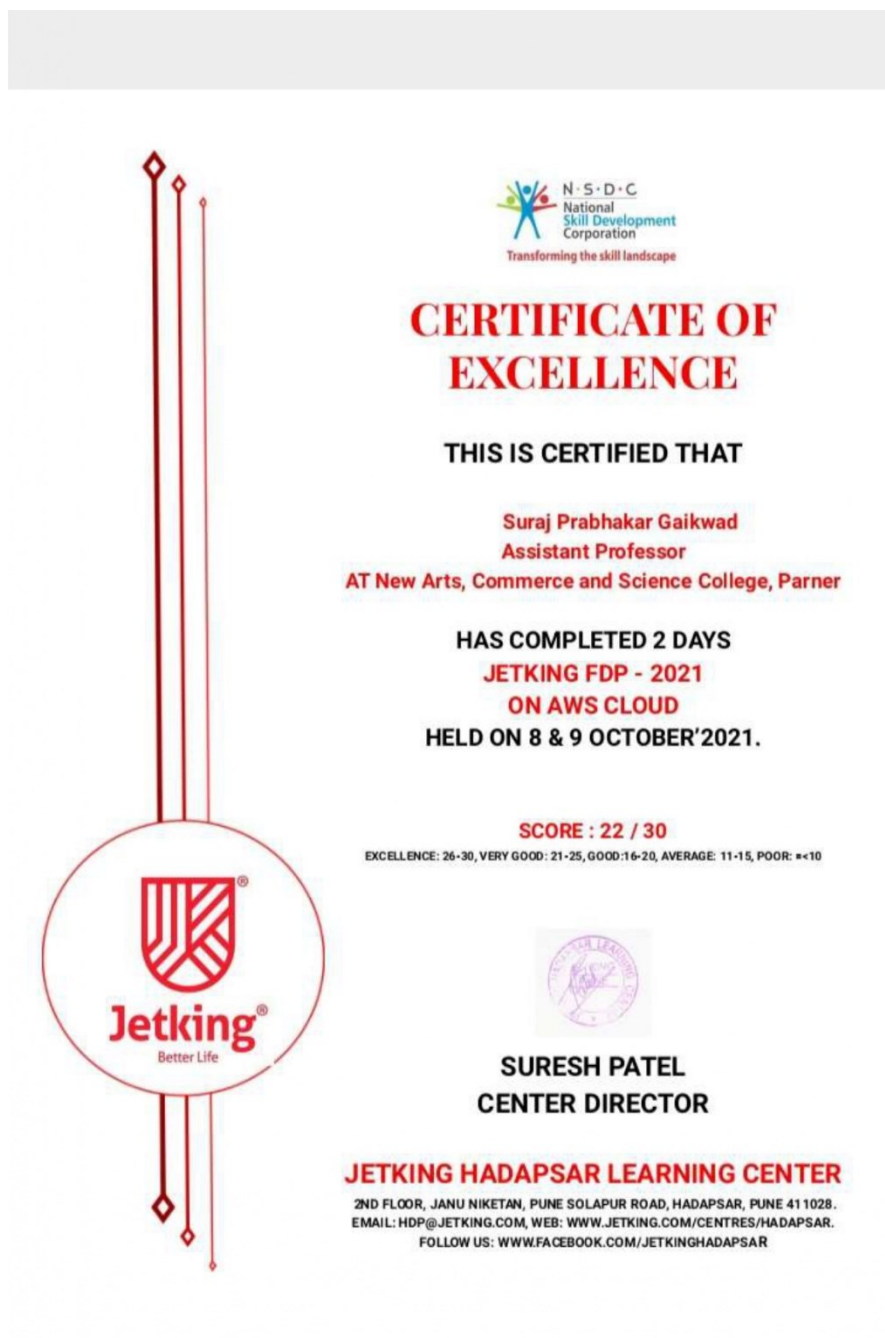 N·S·D·C
National
Skill Development
Corporation
Transforming the skill landscape
CERTIFICATE OF
EXCELLENCE
THIS IS CERTIFIED THAT
Suraj Prabhakar Gaikwad
Assistant Professor
AT New Arts, Commerce and Science College, Parner
HAS COMPLETED 2 DAYS
JETKING FDP - 2021
ON AWS CLOUD
HELD ON 8 & 9 OCTOBER’2021.
SCORE : 22 / 30
EXCELLENCE: 26-30, VERY GOOD: 21-25, GOOD:16-20, AVERAGE: 11-15, POOR: =<10
®
Jetking®
Better Life
HADAPSAR LEARNING
SURESH PATEL
CENTER DIRECTOR
JETKING HADAPSAR LEARNING CENTER
2ND FLOOR, JANU NIKETAN, PUNE SOLAPUR ROAD, HADAPSAR, PUNE 411028.
EMAIL: HDP@JETKING.COM, WEB: WWW.JETKING.COM/CENTRES/HADAPSAR.
FOLLOW US: WWW.FACEBOOK.COM/JETKINGHADAPSAR